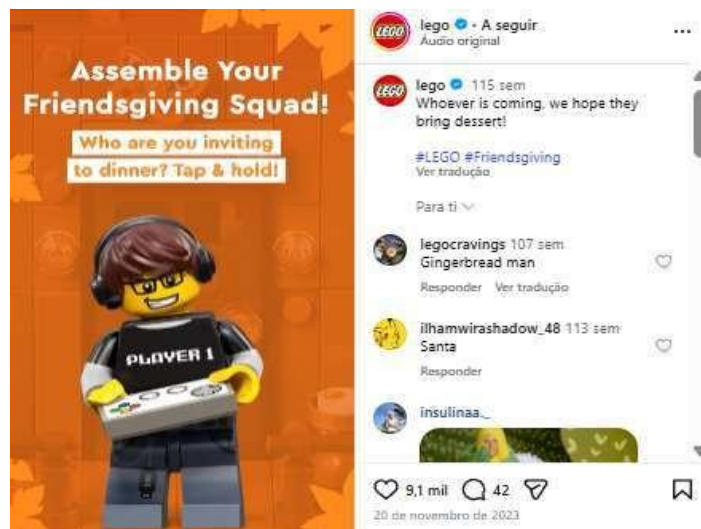 Assemble Your
Friendsgiving Squad!
Who are you inviting
to dinner? Tap & hold!
PLAYER 1
LEGO
lego • A seguir
Áudio original
LEGO
lego 115 sem
Whoever is coming, we hope they
bring dessert!
#LEGO #Friendsgiving
Ver tradução
Para ti
legocravings 107 sem
Gingerbread man
Responder Ver tradução
ilhamwirashadow_48 113 sem
Santa
Responder
insulinaa._
9,1 mil 42
20 de novembro de 2023